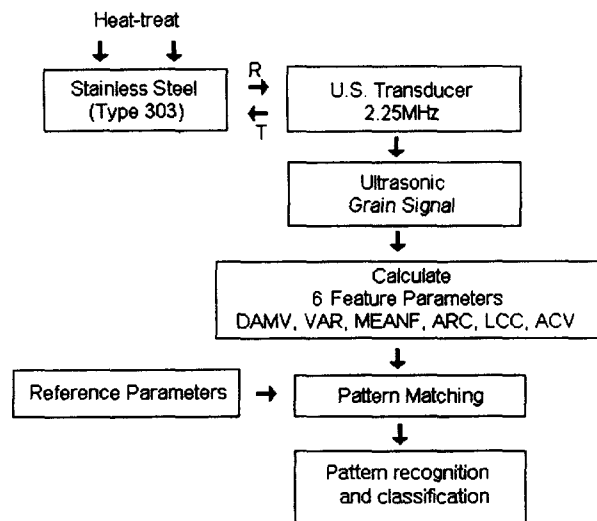 Heat-treat
Stainless Steel
(Type 303)
R
T
U.S. Transducer
2.25MHz
Ultrasonic
Grain Signal
Calculate
6 Feature Parameters
DAMV, VAR, MEANF, ARC, LCC, ACV
Reference Parameters
Pattern Matching
Pattern recognition
and classification